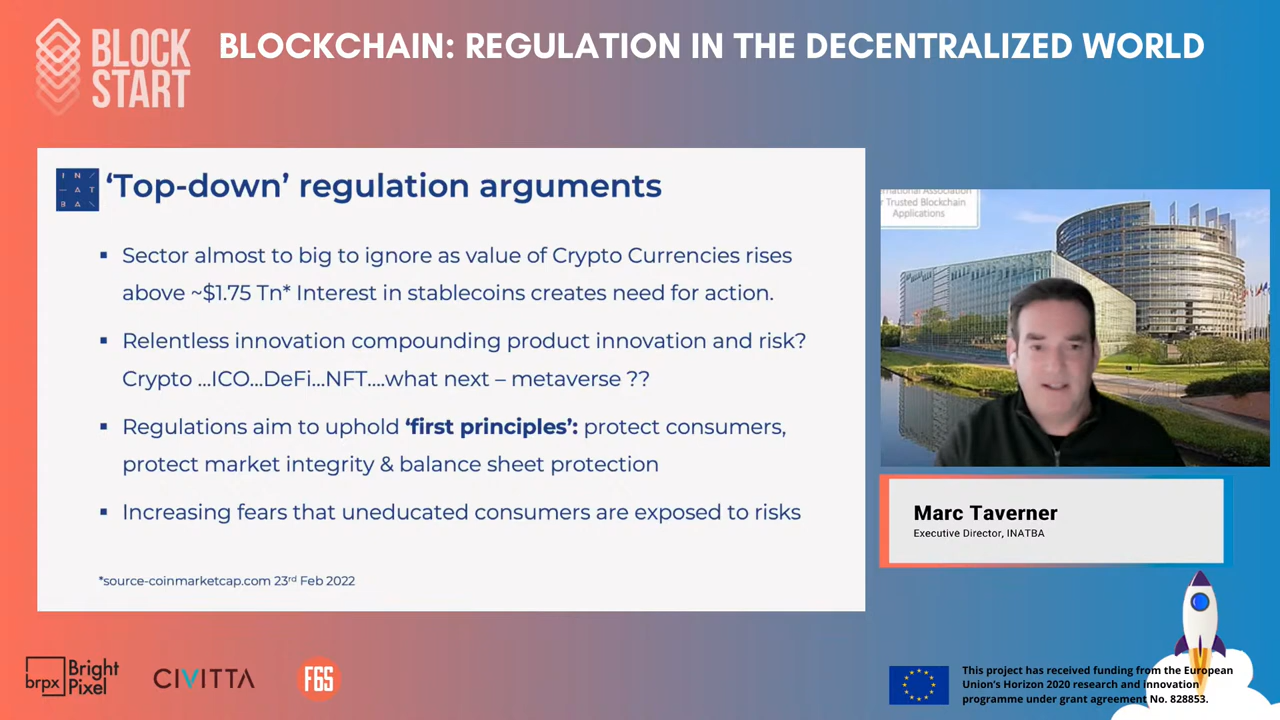 BLOCK
START
BLOCKCHAIN: REGULATION IN THE DECENTRALIZED WORLD
IN
AT
BA
‘Top-down’ regulation arguments
▪ Sector almost to big to ignore as value of Crypto Currencies rises
above ~$1.75 Tn* Interest in stablecoins creates need for action.
▪ Relentless innovation compounding product innovation and risk?
Crypto ...ICO...DeFi...NFT....what next – metaverse ??
▪ Regulations aim to uphold ‘first principles’: protect consumers,
protect market integrity & balance sheet protection
▪ Increasing fears that uneducated consumers are exposed to risks
*source-coinmarketcap.com 23rd Feb 2022
Association
Trusted Blockchain
Applications
Marc Taverner
Executive Director, INATBA
brpx
Bright
Pixel
CIVITTA
F6S
This project has received funding from the European
Union’s Horizon 2020 research and innovation
programme under grant agreement No. 828853.